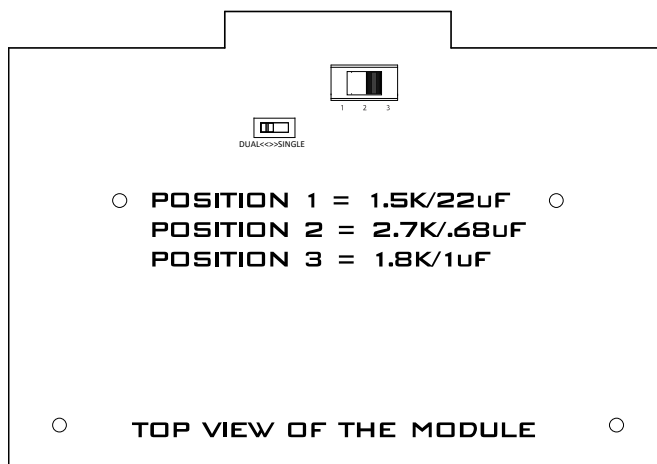 1 2 3
DUAL<<>>SINGLE
POSITION 1 = 1.5K/22uF
POSITION 2 = 2.7K/.68uF
POSITION 3 = 1.8K/1uF
TOP VIEW OF THE MODULE